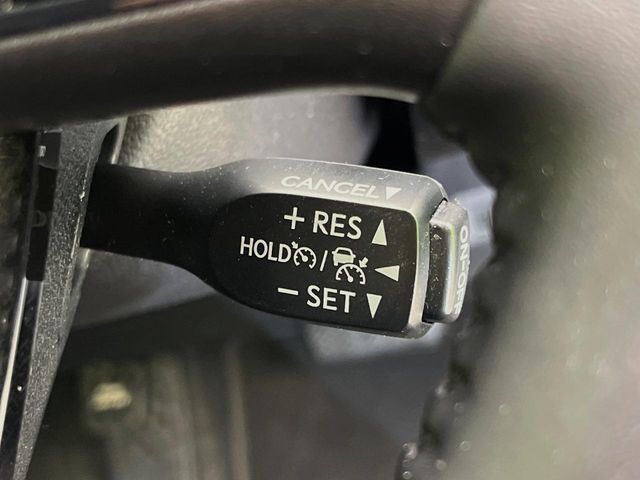 CANCEL▼
+ RES ▲
HOLD / ◀
− SET ▼
ON·OFF